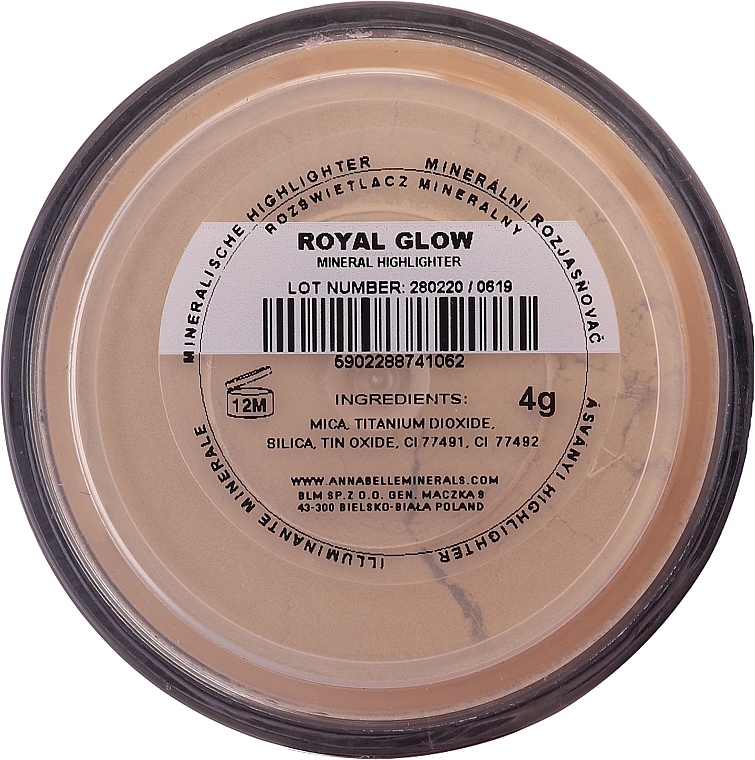 MINERALISCHE HIGHLIGHTER
MINERÁLNÍ ROZJASŇOVAČ
ROZŚWIETLACZ MINERALNY
ROYAL GLOW
MINERAL HIGHLIGHTER
LOT NUMBER: 280220 / 0619
5902288741062
12M
INGREDIENTS:
4g
MICA, TITANIUM DIOXIDE,
SILICA, TIN OXIDE, CI 77491, CI 77492
WWW.ANNABELLEMINERALS.COM
BLM SP.Z O.O. GEN. MACZKA 9
43-300 BIELSKO-BIAŁA POLAND
ILLUMINANTE MINERALE
ÁSVÁNYI HIGHLIGHTER